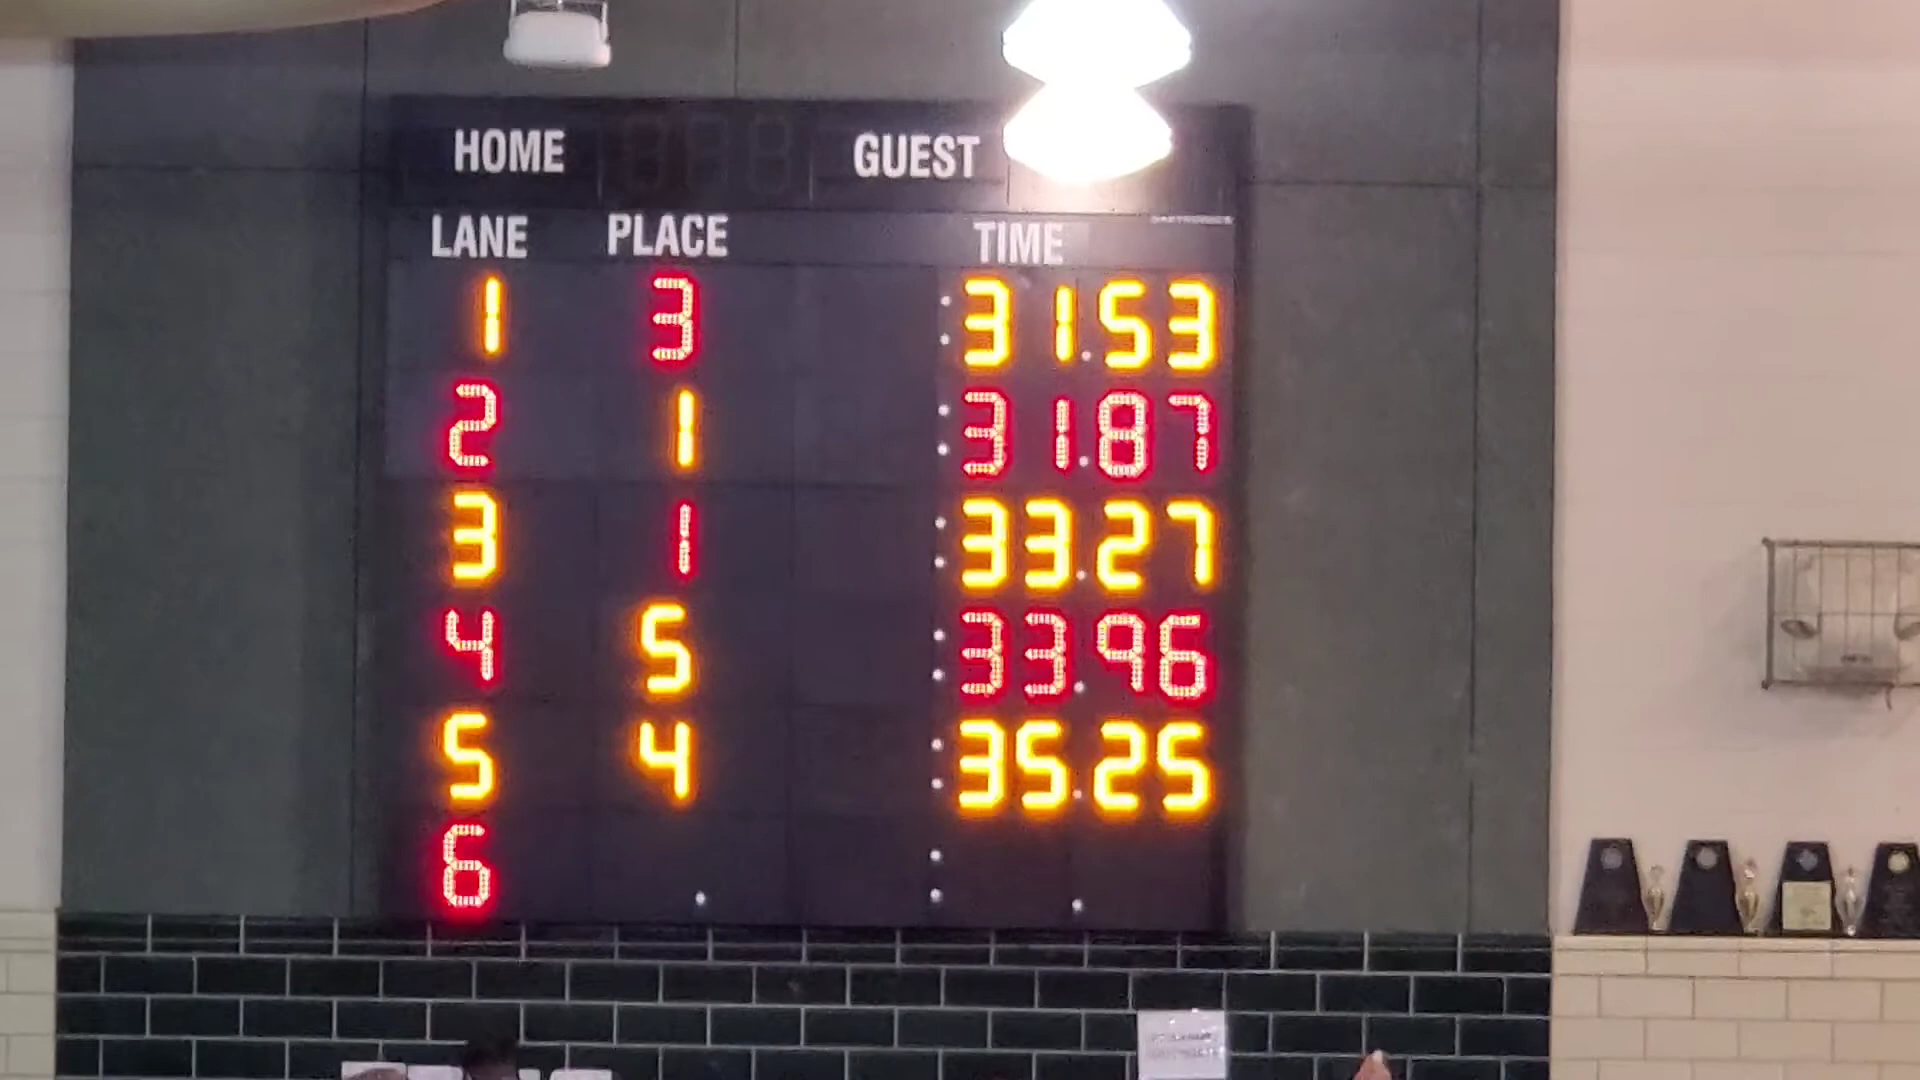 HOME GUEST
LANE PLACE TIME
DAKTRONICS
1 3 :31.53
2 1 :31.87
3 1 :33.27
4 5 :33.96
5 4 :35.25
6